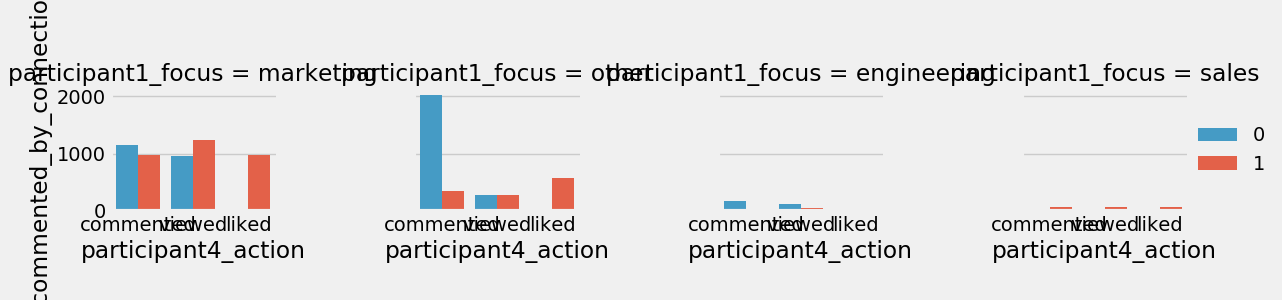 commented_by_connectio
participant1_focus = marketing
participant1_focus = other
participant1_focus = engineering
participant1_focus = sales
2000
1000
0
commented viewed liked
commented viewed liked
commented viewed liked
commented viewed liked
participant4_action
participant4_action
participant4_action
participant4_action
0
1